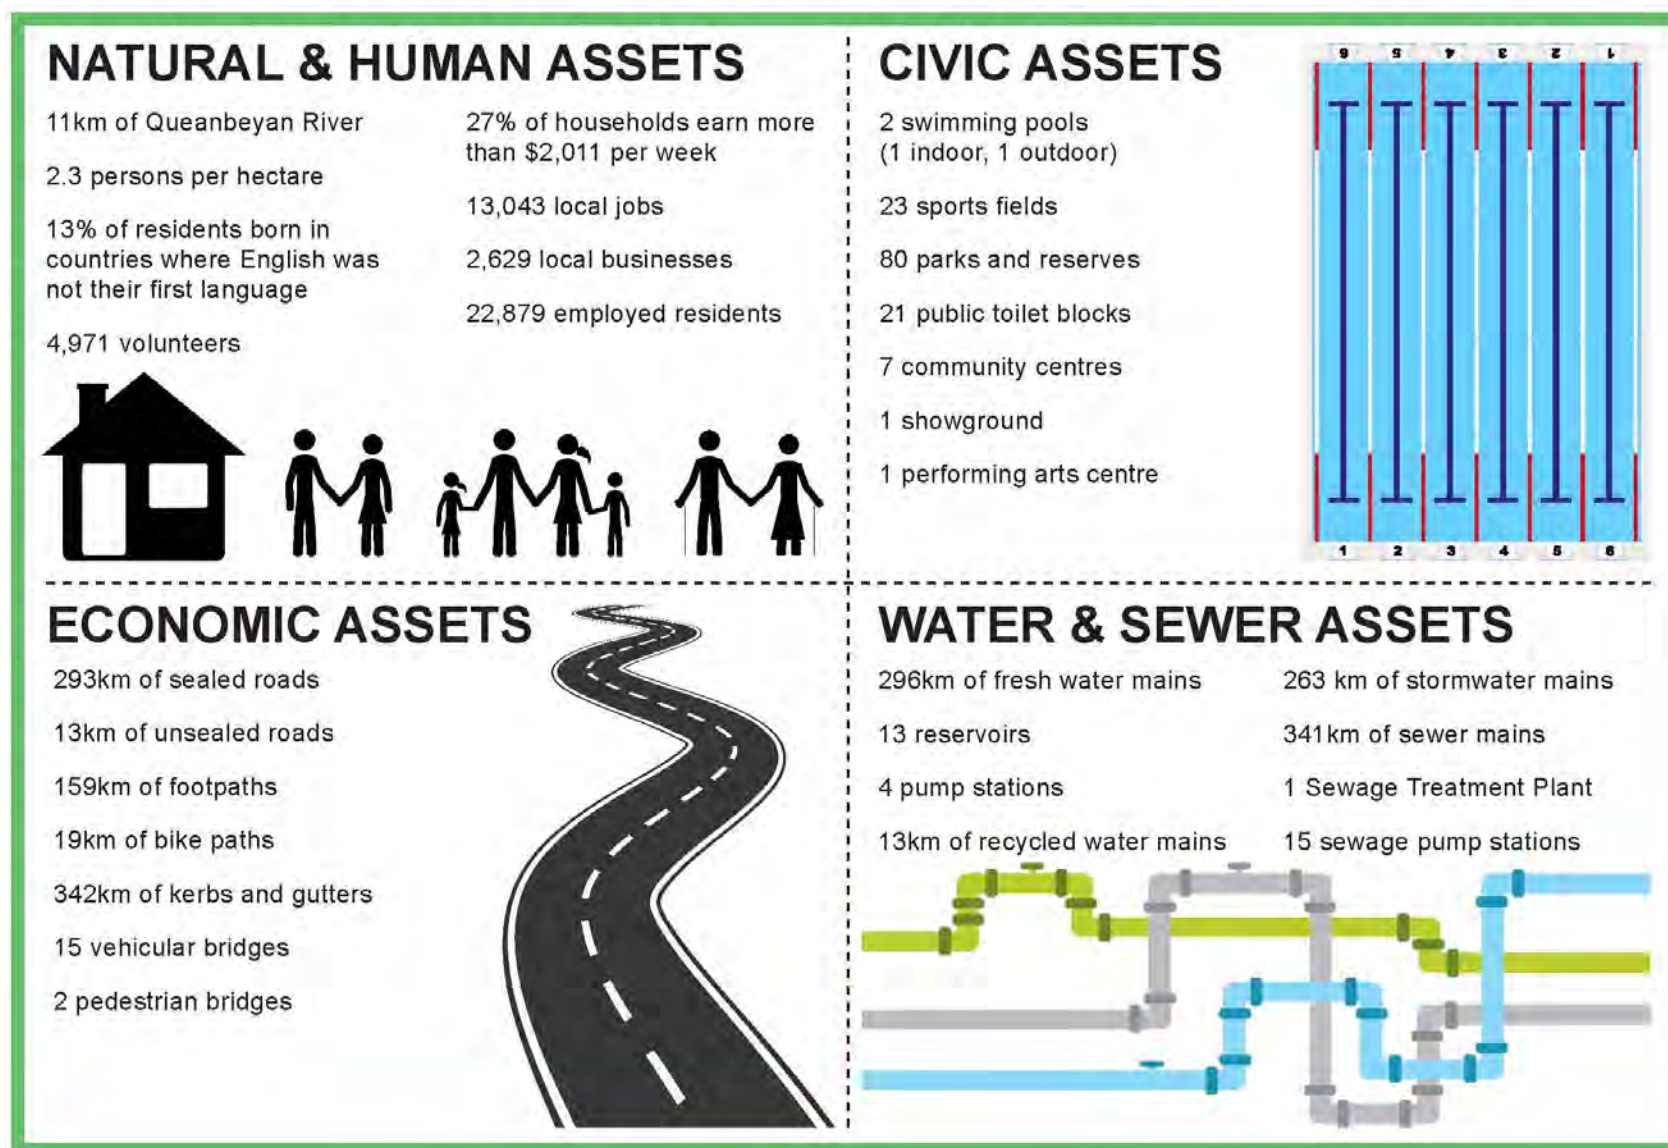 NATURAL & HUMAN ASSETS
11km of Queanbeyan River
2.3 persons per hectare
13% of residents born in
countries where English was
not their first language
4,971 volunteers
27% of households earn more
than $2,011 per week
13,043 local jobs
2,629 local businesses
22,879 employed residents
CIVIC ASSETS
2 swimming pools
(1 indoor, 1 outdoor)
23 sports fields
80 parks and reserves
21 public toilet blocks
7 community centres
1 showground
1 performing arts centre
6 5 4 3 2 1
1 2 3 4 5 6
ECONOMIC ASSETS
293km of sealed roads
13km of unsealed roads
159km of footpaths
19km of bike paths
342km of kerbs and gutters
15 vehicular bridges
2 pedestrian bridges
WATER & SEWER ASSETS
296km of fresh water mains
13 reservoirs
4 pump stations
13km of recycled water mains
263 km of stormwater mains
341km of sewer mains
1 Sewage Treatment Plant
15 sewage pump stations